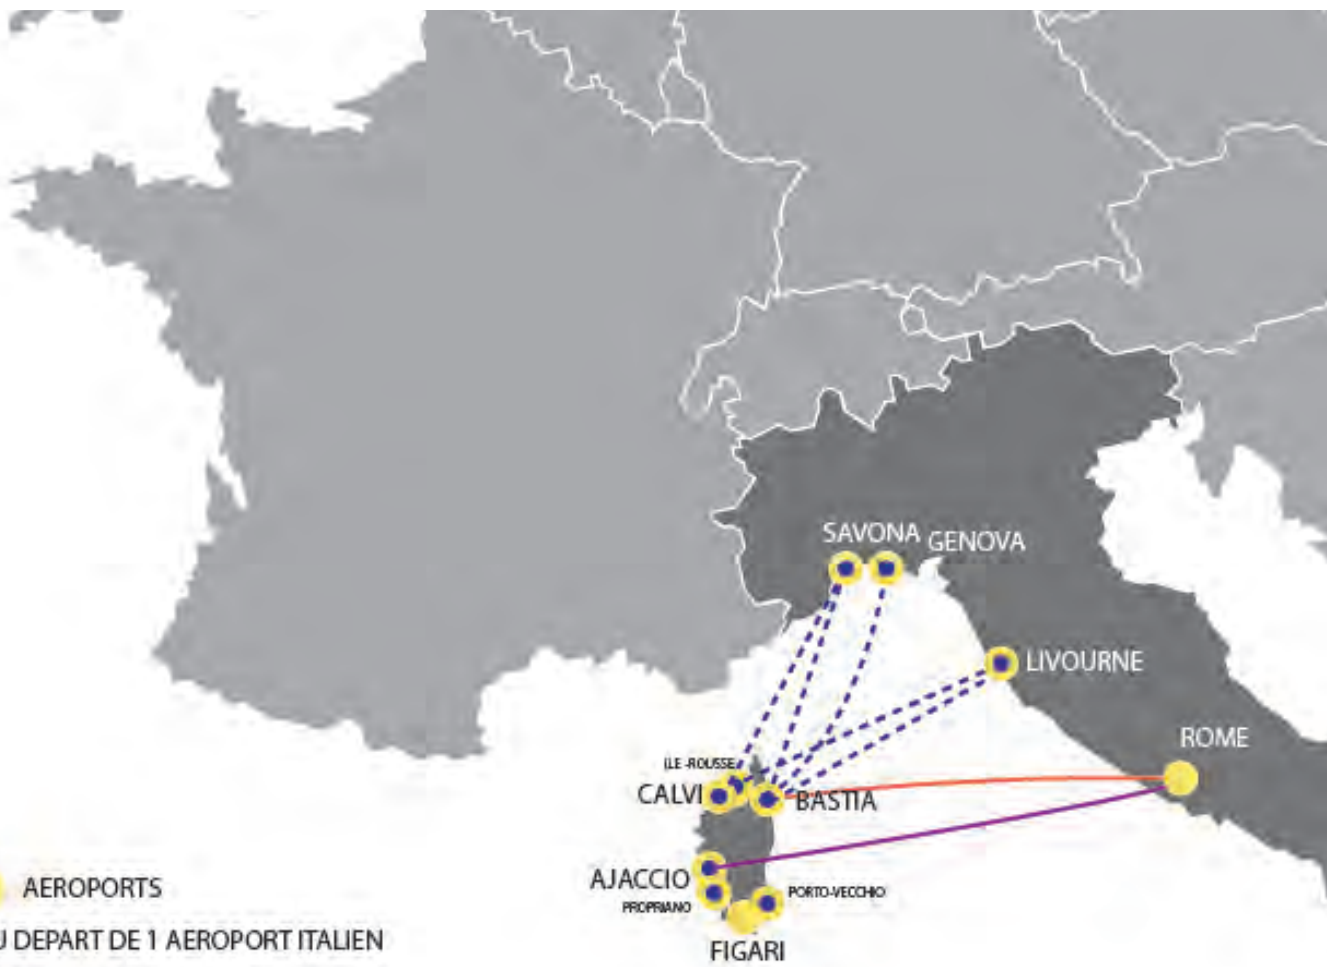 SAVONA
GENOVA
LIVOURNE
ROME
ILE -ROUSSE
CALVI
BASTIA
AJACCIO
PROPRIANO
PORTO-VECCHIO
FIGARI
AEROPORTS
U DEPART DE 1 AEROPORT ITALIEN